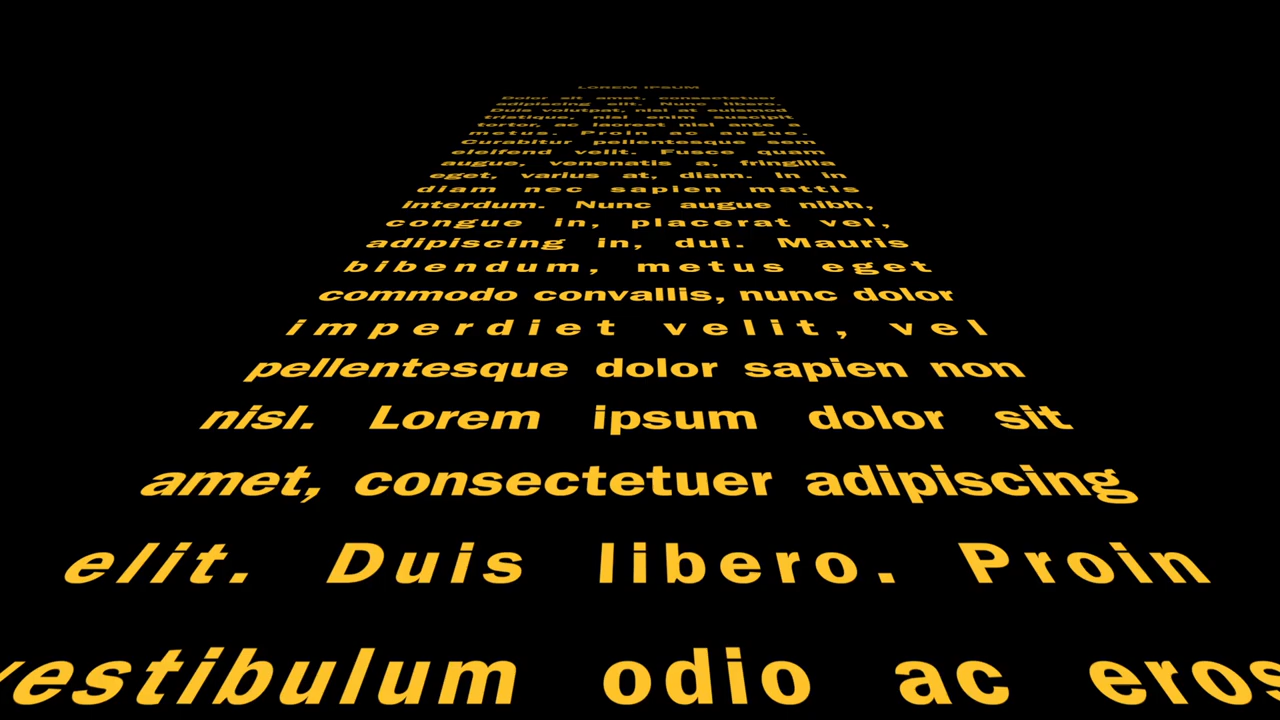 LOREM IPSUM
Dolor sit amet, consectetuer
adipiscing elit. Nunc libero.
Duis volutpat, nisl at euismod
tristique, nisl enim suscipit
tortor, ac laoreet nisl ante a
metus. Proin ac augue.
Curabitur pellentesque sem
eleifend velit. Fusce quam
augue, venenatis a, fringilla
eget, varius at, diam. In in
diam nec sapien mattis
interdum. Nunc augue nibh,
congue in, placerat vel,
adipiscing in, dui. Mauris
bibendum, metus eget
commodo convallis, nunc dolor
imperdiet velit, vel
pellentesque dolor sapien non
nisl. Lorem ipsum dolor sit
amet, consectetuer adipiscing
elit. Duis libero. Proin
vestibulum odio ac eros